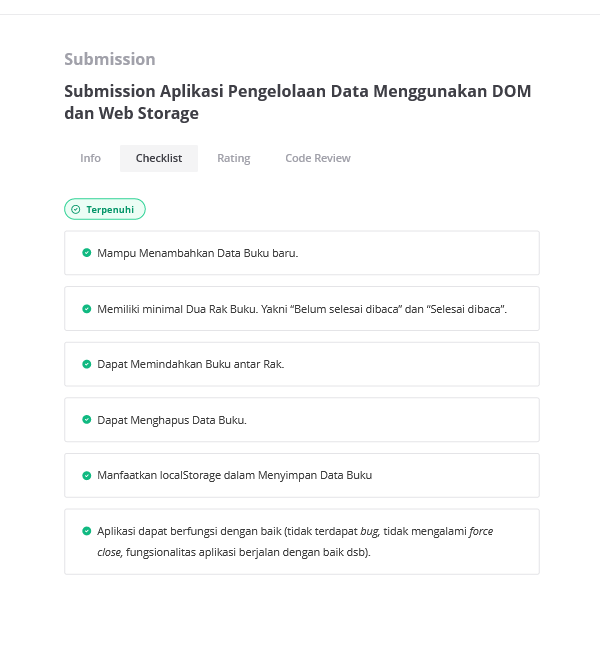 Submission
Submission Aplikasi Pengelolaan Data Menggunakan DOM
dan Web Storage
Info Checklist Rating Code Review
Terpenuhi
Mampu Menambahkan Data Buku baru.
Memiliki minimal Dua Rak Buku. Yakni “Belum selesai dibaca” dan “Selesai dibaca”.
Dapat Memindahkan Buku antar Rak.
Dapat Menghapus Data Buku.
Manfaatkan localStorage dalam Menyimpan Data Buku
Aplikasi dapat berfungsi dengan baik (tidak terdapat bug, tidak mengalami force
close, fungsionalitas aplikasi berjalan dengan baik dsb).